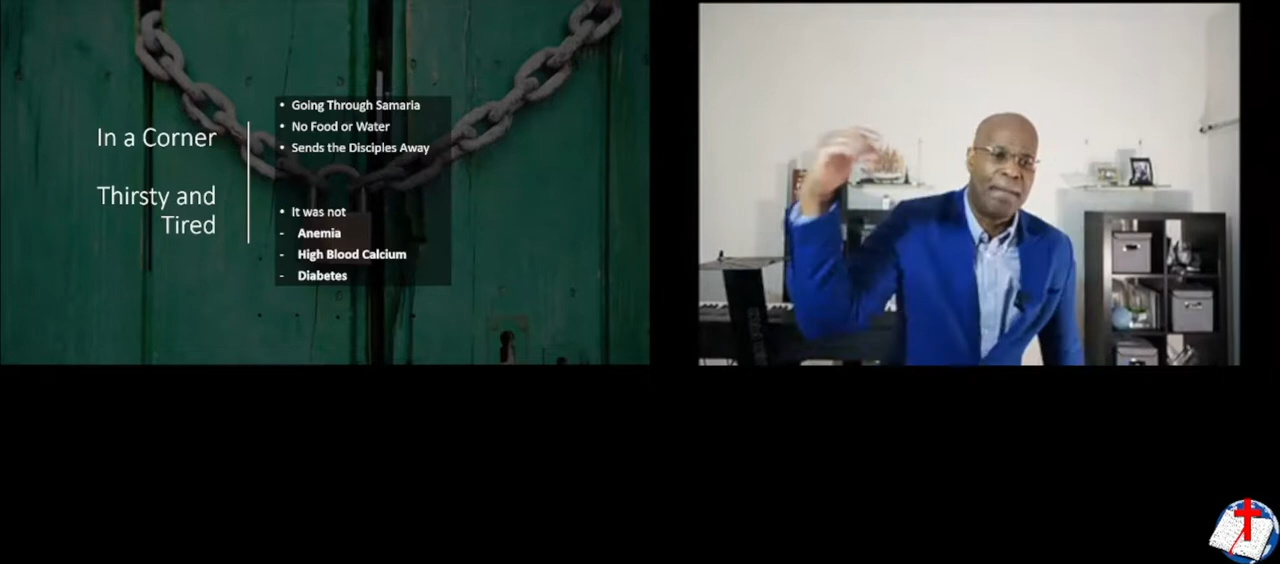 In a Corner
Thirsty and
Tired
• Going Through Samaria
• No Food or Water
• Sends the Disciples Away
• It was not
- Anemia
- High Blood Calcium
- Diabetes